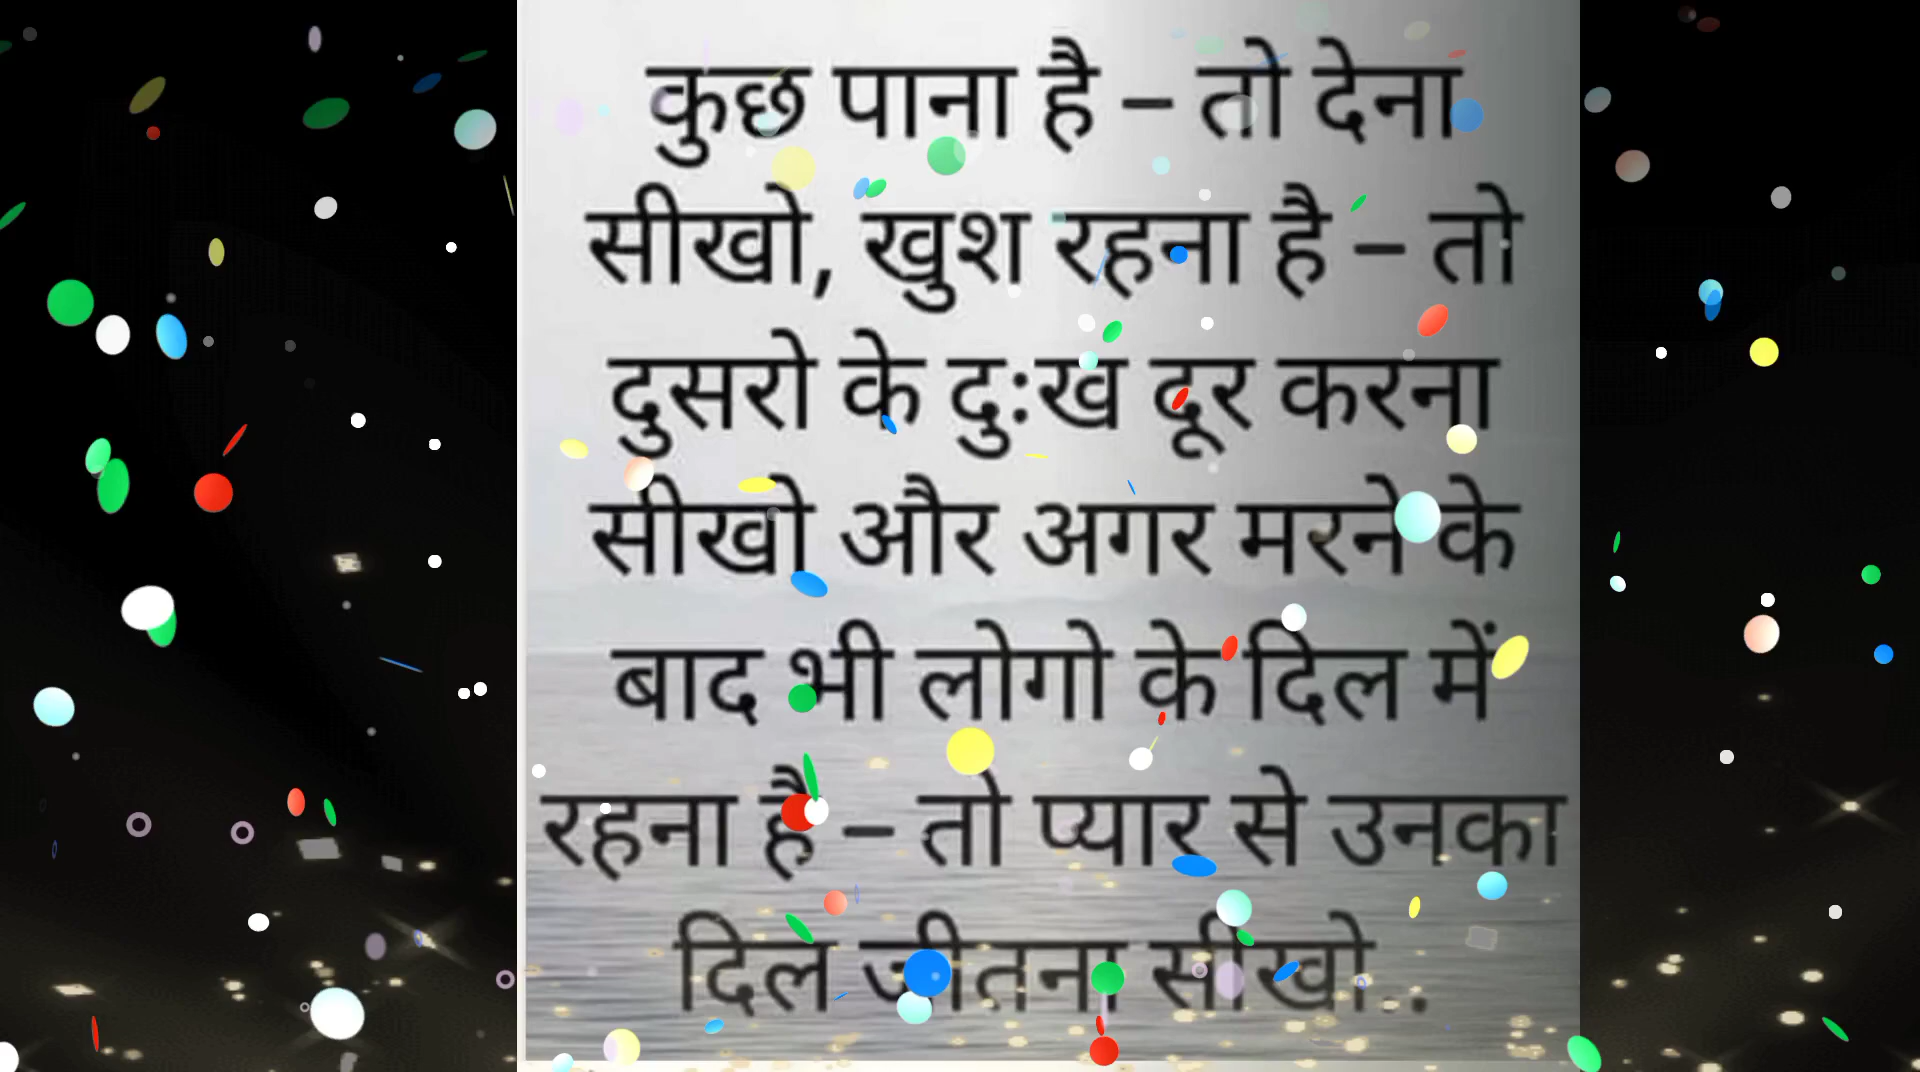 कुछ पाना है – तो देना
सीखो, खुश रहना है – तो
दुसरो के दुःख दूर करना
सीखो और अगर मरने के
बाद भी लोगो के दिल में
रहना है – तो प्यार से उनका
दिल जीतना सीखो..